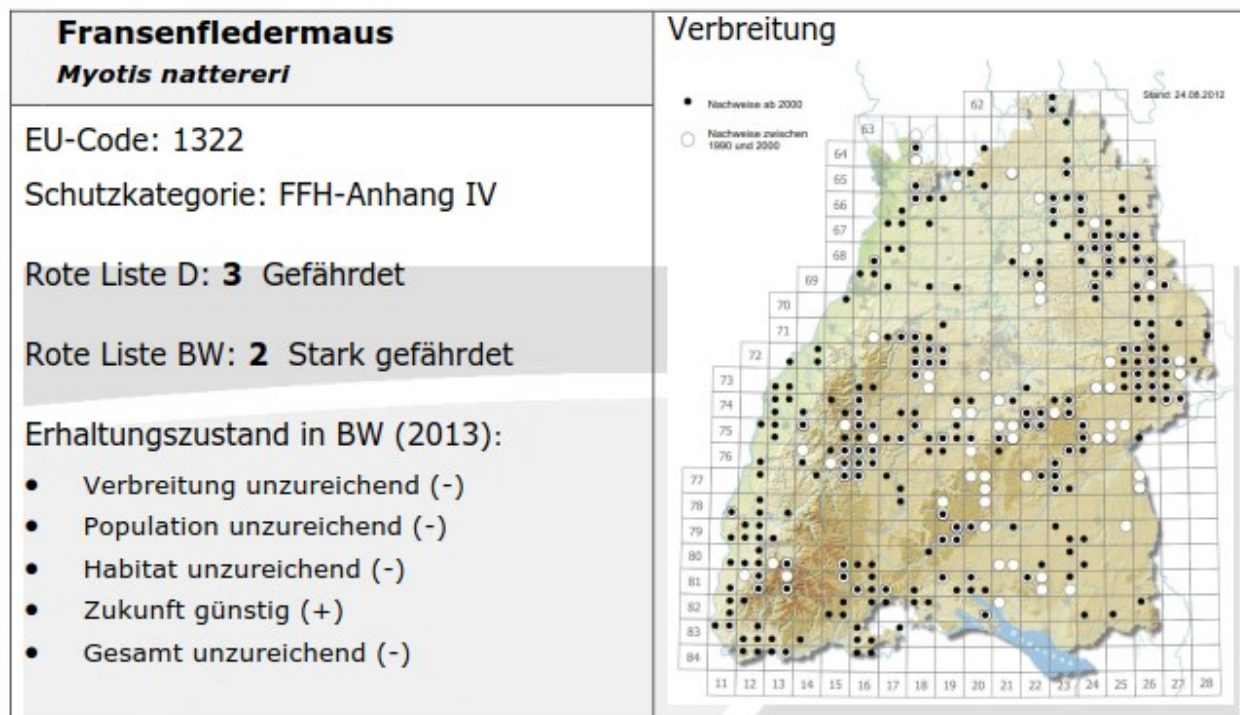 Fransenfledermaus
Myotis nattereri
EU-Code: 1322
Schutzkategorie: FFH-Anhang IV
Rote Liste D: 3 Gefährdet
Rote Liste BW: 2 Stark gefährdet
Erhaltungszustand in BW (2013):
• Verbreitung unzureichend (-)
• Population unzureichend (-)
• Habitat unzureichend (-)
• Zukunft günstig (+)
• Gesamt unzureichend (-)
Verbreitung
Nachweise ab 2000
Nachweise zwischen
1990 und 2000
Stand: 24.08.2012
62
63
64
65
66
67
68
69
70
71
72
73
74
75
76
77
78
79
80
81
82
83
84
11 12 13 14 15 16 17 18 19 20 21 22 23 24 25 26 27 28